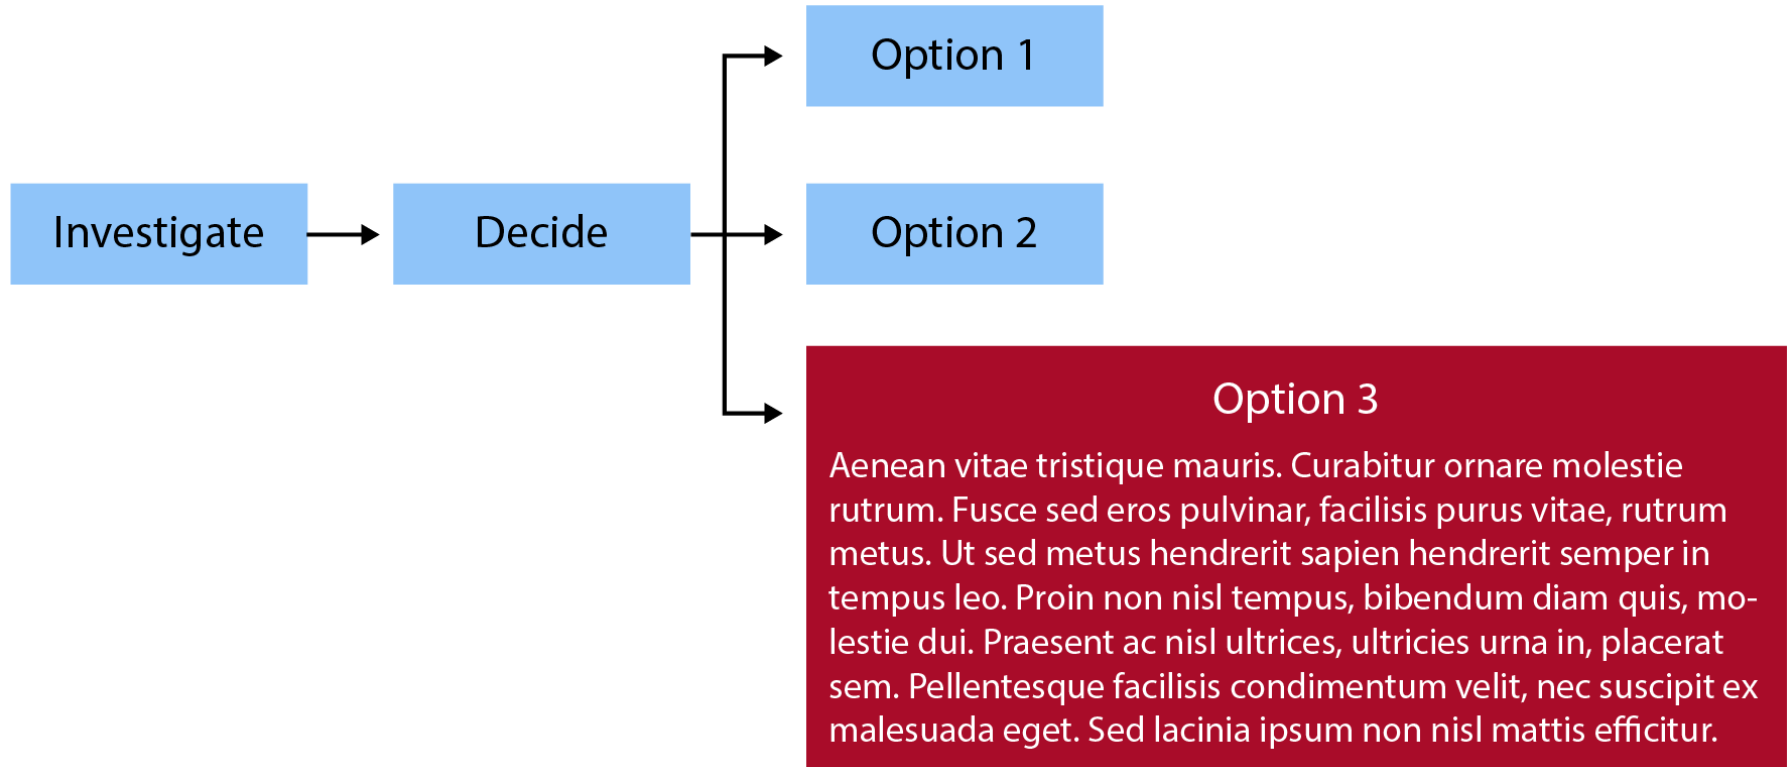 Investigate
Decide
Option 1
Option 2
Option 3
Aenean vitae tristique mauris. Curabitur ornare molestie
rutrum. Fusce sed eros pulvinar, facilisis purus vitae, rutrum
metus. Ut sed metus hendrerit sapien hendrerit semper in
tempus leo. Proin non nisl tempus, bibendum diam quis, mo-
lestie dui. Praesent ac nisl ultrices, ultricies urna in, placerat
sem. Pellentesque facilisis condimentum velit, nec suscipit ex
malesuada eget. Sed lacinia ipsum non nisl mattis efficitur.